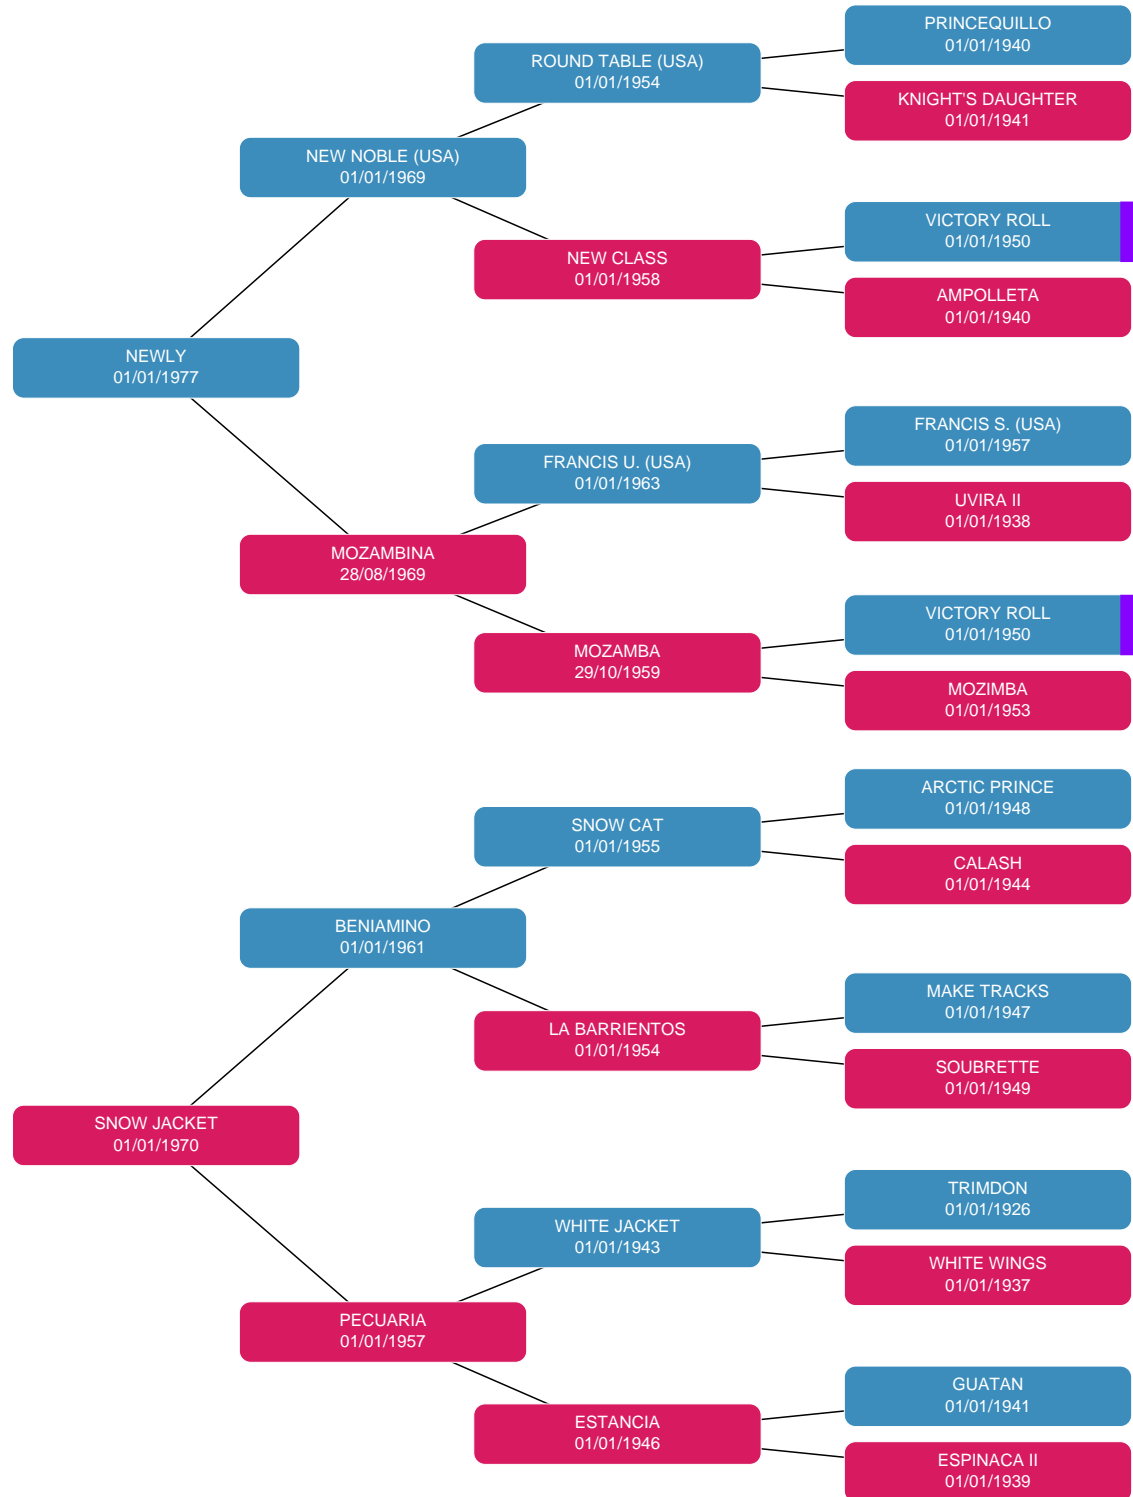 PRINCEQUILLO
01/01/1940
ROUND TABLE (USA)
01/01/1954
KNIGHT'S DAUGHTER
01/01/1941
NEW NOBLE (USA)
01/01/1969
VICTORY ROLL
01/01/1950
NEW CLASS
01/01/1958
AMPOLLETA
01/01/1940
NEWLY
01/01/1977
FRANCIS S. (USA)
01/01/1957
FRANCIS U. (USA)
01/01/1963
UVIRA II
01/01/1938
MOZAMBINA
28/08/1969
VICTORY ROLL
01/01/1950
MOZAMBA
29/10/1959
MOZIMBA
01/01/1953
ARCTIC PRINCE
01/01/1948
SNOW CAT
01/01/1955
CALASH
01/01/1944
BENIAMINO
01/01/1961
MAKE TRACKS
01/01/1947
LA BARRIENTOS
01/01/1954
SOUBRETTE
01/01/1949
SNOW JACKET
01/01/1970
TRIMDON
01/01/1926
WHITE JACKET
01/01/1943
WHITE WINGS
01/01/1937
PECUARIA
01/01/1957
GUATAN
01/01/1941
ESTANCIA
01/01/1946
ESPINACA II
01/01/1939